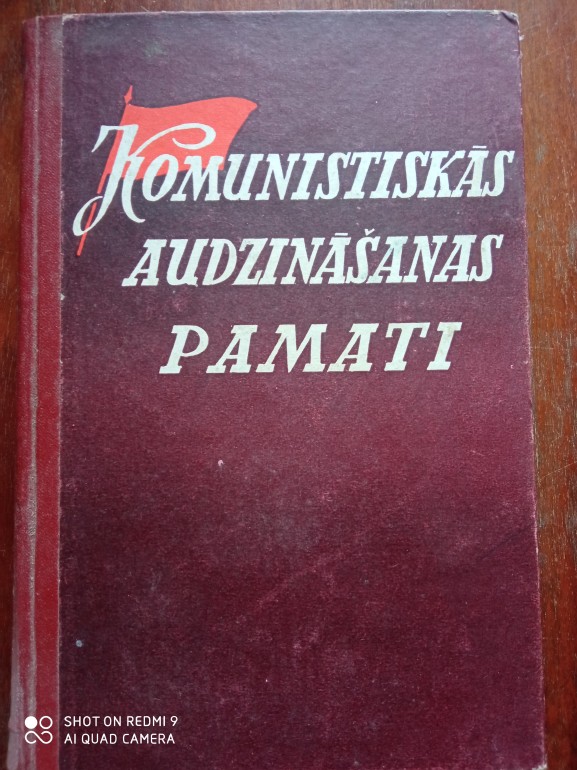 KOMUNISTISKĀS
AUDZINĀŠANAS
PAMATI
SHOT ON REDMI 9
AI QUAD CAMERA